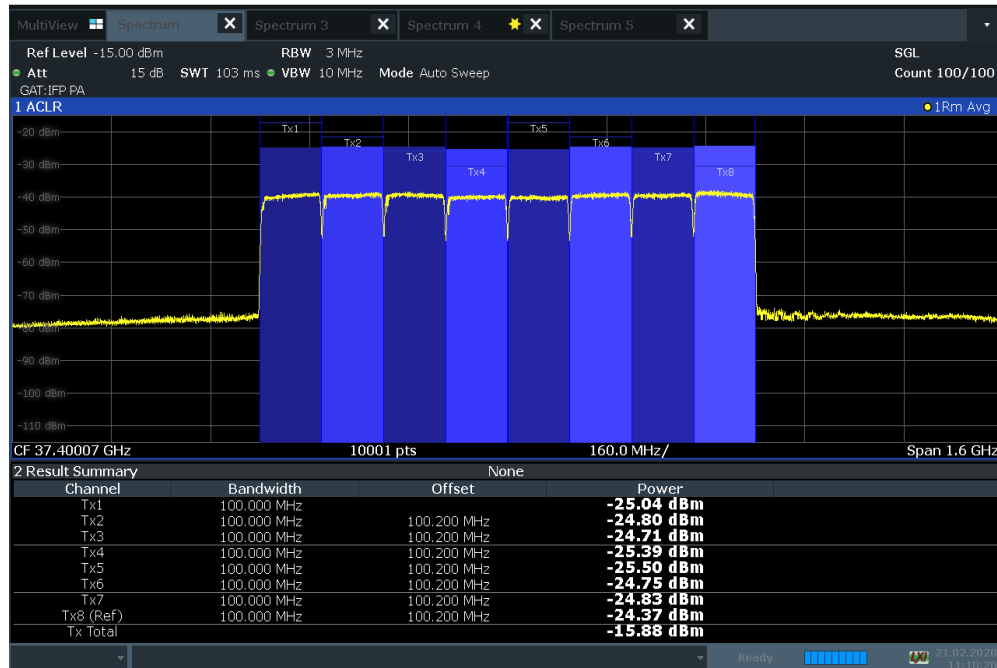 MultiView Spectrum X Spectrum 3 X Spectrum 4 X Spectrum 5 X
Ref Level -15.00 dBm RBW 3 MHz SGL
Att 15 dB SWT 103 ms VBW 10 MHz Mode Auto Sweep Count 100/100
GAT:IFP PA
1 ACLR 1Rm Avg
-20 dBm
Tx1 Tx5
Tx2 Tx6
Tx3 Tx7
-30 dBm
Tx4 Tx8
-40 dBm
-50 dBm
-60 dBm
-70 dBm
-80 dBm
-90 dBm
-100 dBm
-110 dBm
CF 37.40007 GHz 10001 pts 160.0 MHz/ Span 1.6 GHz
2 Result Summary None
Channel Bandwidth Offset Power
Tx1 100.000 MHz -25.04 dBm
Tx2 100.000 MHz 100.200 MHz -24.80 dBm
Tx3 100.000 MHz 100.200 MHz -24.71 dBm
Tx4 100.000 MHz 100.200 MHz -25.39 dBm
Tx5 100.000 MHz 100.200 MHz -25.50 dBm
Tx6 100.000 MHz 100.200 MHz -24.75 dBm
Tx7 100.000 MHz 100.200 MHz -24.83 dBm
Tx8 (Ref) 100.000 MHz 100.200 MHz -24.37 dBm
Tx Total -15.88 dBm
Ready LXI 21.02.2020
11:10:20